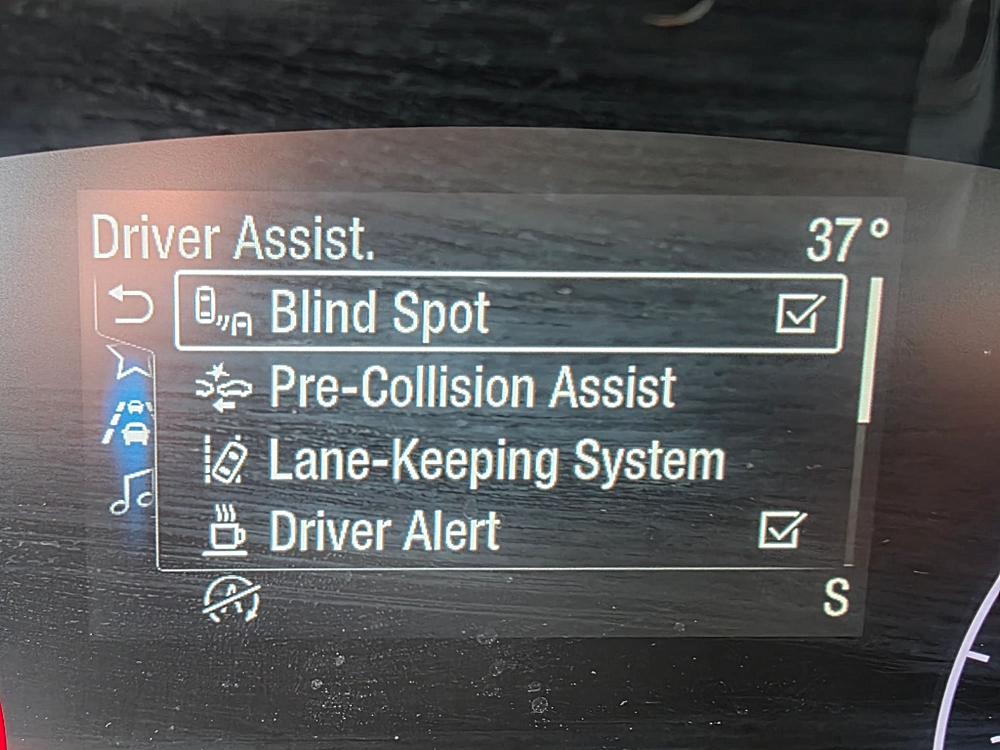 Driver Assist. 37°
Blind Spot
Pre-Collision Assist
Lane-Keeping System
Driver Alert
A S